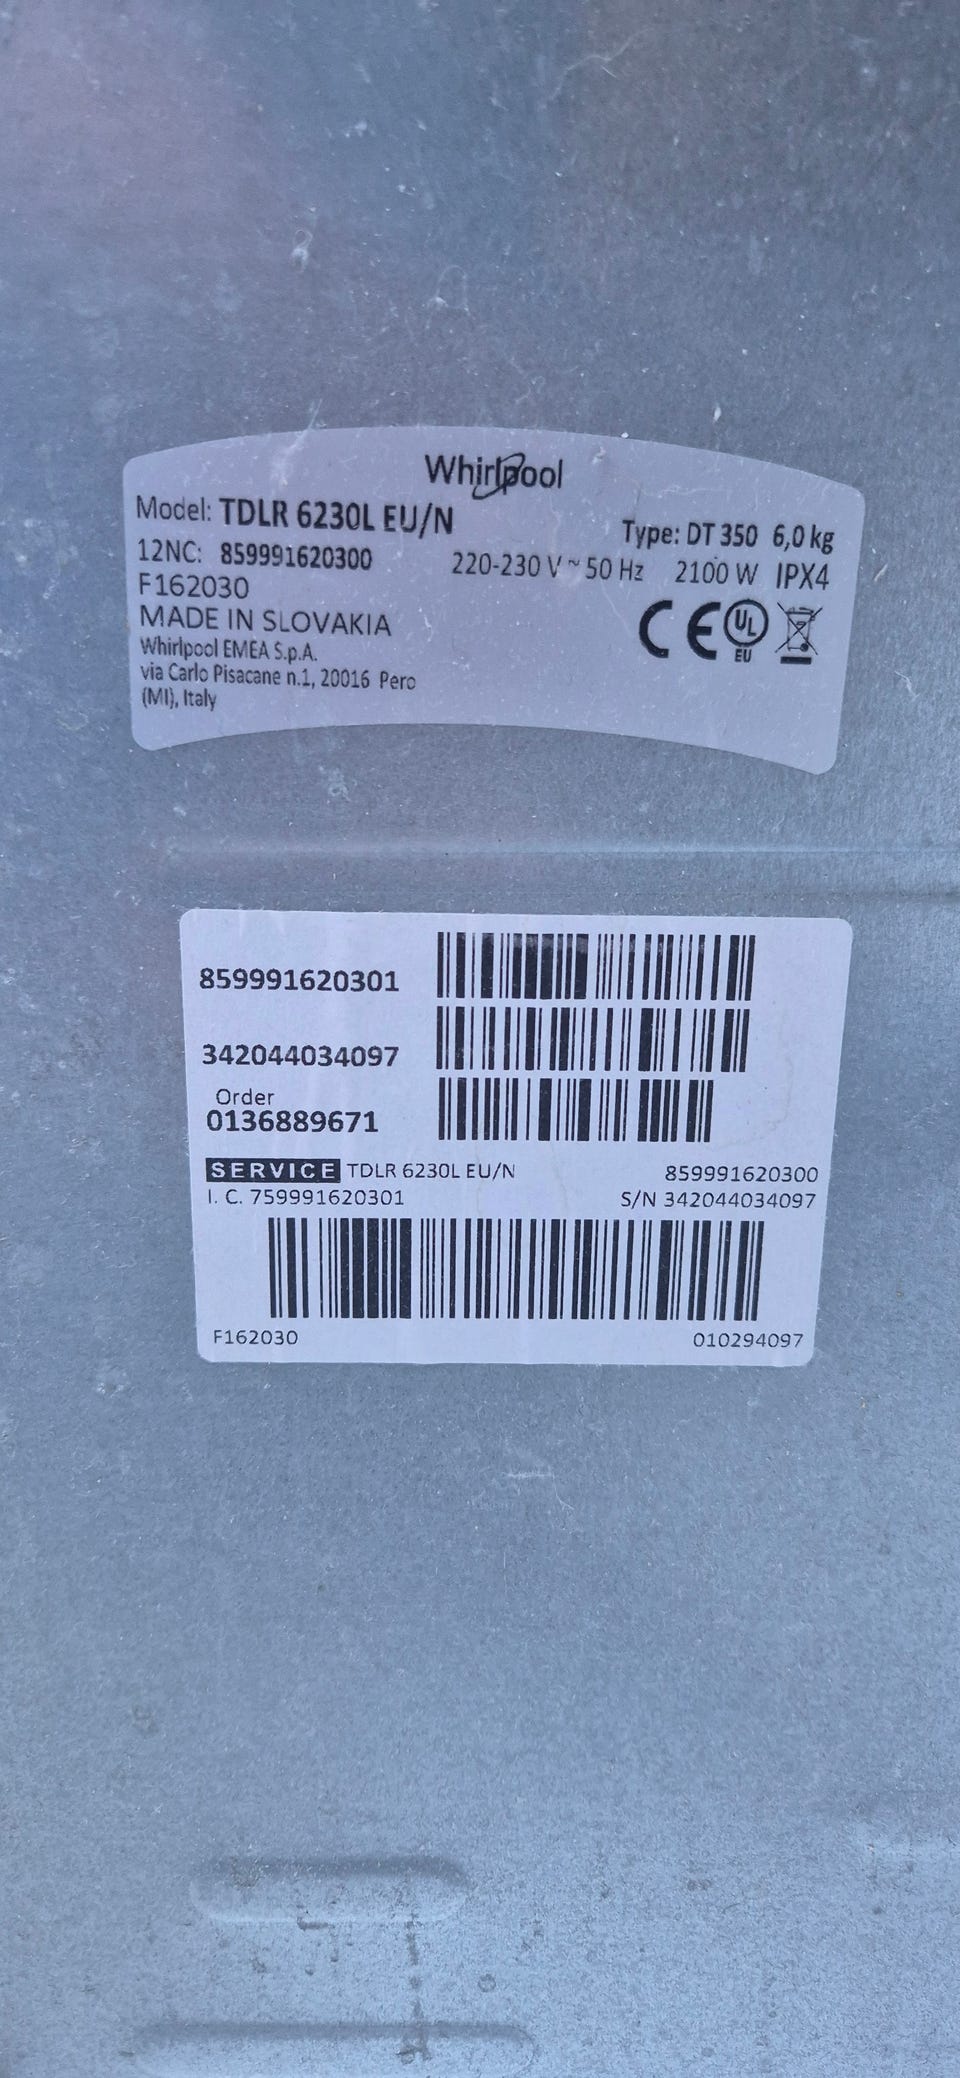 Whirlpool
Model: TDLR 6230L EU/N
Type: DT 350 6,0 kg
12NC: 859991620300
220-230 V ~ 50 Hz 2100 W IPX4
F162030
MADE IN SLOVAKIA
Whirlpool EMEA S.p.A.
via Carlo Pisacane n.1, 20016 Pero
(MI), Italy
CE
UL
EU
859991620301
342044034097
Order
0136889671
SERVICE TDLR 6230L EU/N 859991620300
I. C. 759991620301 S/N 342044034097
F162030 010294097